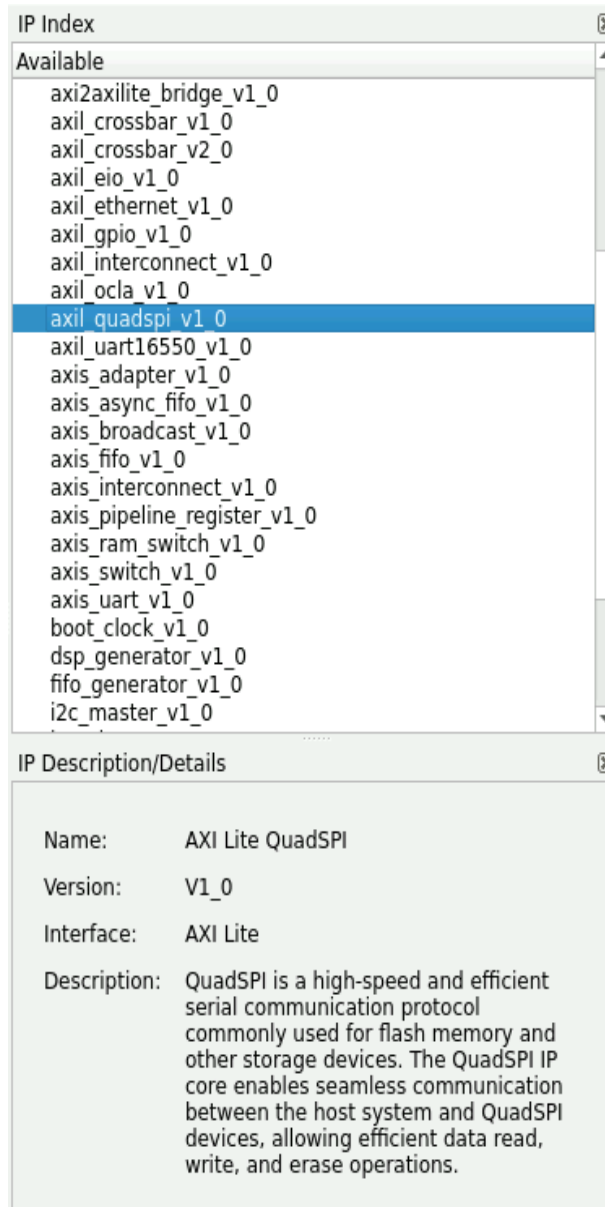 IP Index
Available
axi2axilite_bridge_v1_0
axil_crossbar_v1_0
axil_crossbar_v2_0
axil_eio_v1_0
axil_ethernet_v1_0
axil_gpio_v1_0
axil_interconnect_v1_0
axil_ocla_v1_0
axil_quadspi_v1_0
axil_uart16550_v1_0
axis_adapter_v1_0
axis_async_fifo_v1_0
axis_broadcast_v1_0
axis_fifo_v1_0
axis_interconnect_v1_0
axis_pipeline_register_v1_0
axis_ram_switch_v1_0
axis_switch_v1_0
axis_uart_v1_0
boot_clock_v1_0
dsp_generator_v1_0
fifo_generator_v1_0
i2c_master_v1_0
IP Description/Details
Name: AXI Lite QuadSPI
Version: V1_0
Interface: AXI Lite
Description: QuadSPI is a high-speed and efficient
serial communication protocol
commonly used for flash memory and
other storage devices. The QuadSPI IP
core enables seamless communication
between the host system and QuadSPI
devices, allowing efficient data read,
write, and erase operations.